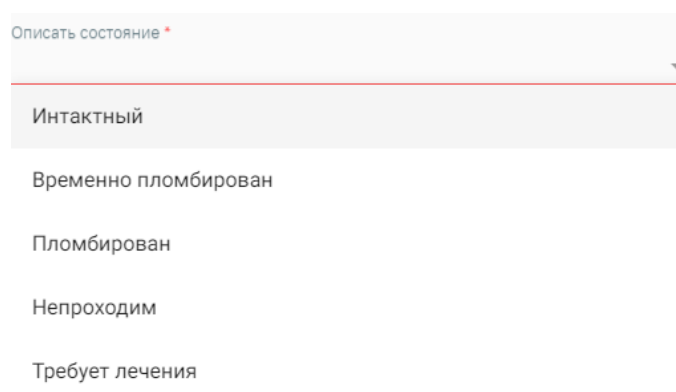 Описать состояние *
Интактный
Временно пломбирован
Пломбирован
Непроходим
Требует лечения